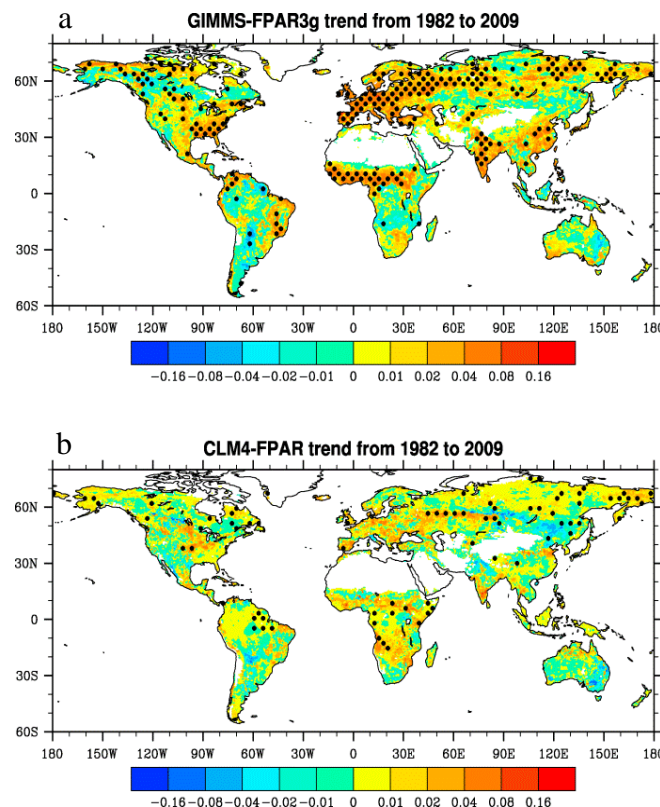 a
GIMMS-FPAR3g trend from 1982 to 2009
60N
30N
0
30S
60S
180 150W 120W 90W 60W 30W 0 30E 60E 90E 120E 150E 180
−0.16 −0.08 −0.04 −0.02 −0.01 0 0.01 0.02 0.04 0.08 0.16
b
CLM4-FPAR trend from 1982 to 2009
60N
30N
0
30S
60S
180 150W 120W 90W 60W 30W 0 30E 60E 90E 120E 150E 180
−0.16 −0.08 −0.04 −0.02 −0.01 0 0.01 0.02 0.04 0.08 0.16